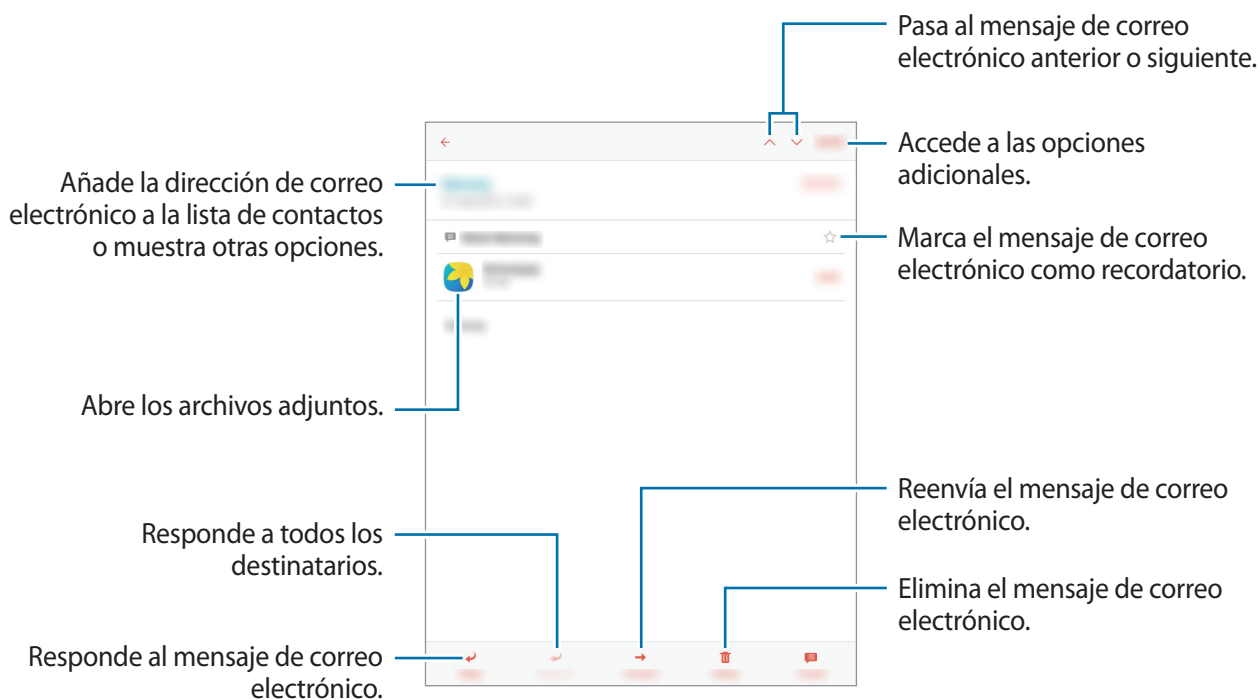 Pasa al mensaje de correo
electrónico anterior o siguiente.
Accede a las opciones
adicionales.
Añade la dirección de correo
electrónico a la lista de contactos
o muestra otras opciones.
Marca el mensaje de correo
electrónico como recordatorio.
Abre los archivos adjuntos.
Reenvía el mensaje de correo
electrónico.
Responde a todos los
destinatarios.
Elimina el mensaje de correo
electrónico.
Responde al mensaje de correo
electrónico.